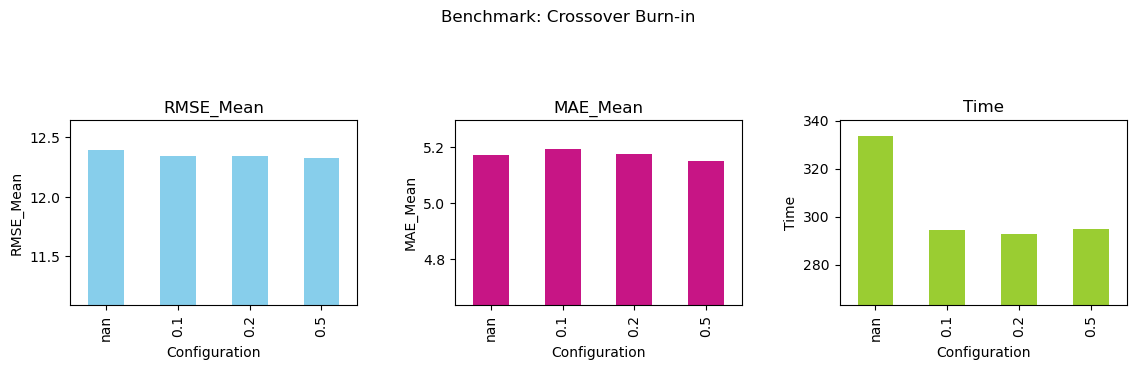 Benchmark: Crossover Burn-in
RMSE_Mean
12.5
12.0
11.5
RMSE_Mean
nan
0.1
0.2
0.5
Configuration
MAE_Mean
5.2
5.0
4.8
MAE_Mean
nan
0.1
0.2
0.5
Configuration
Time
340
320
300
280
Time
nan
0.1
0.2
0.5
Configuration